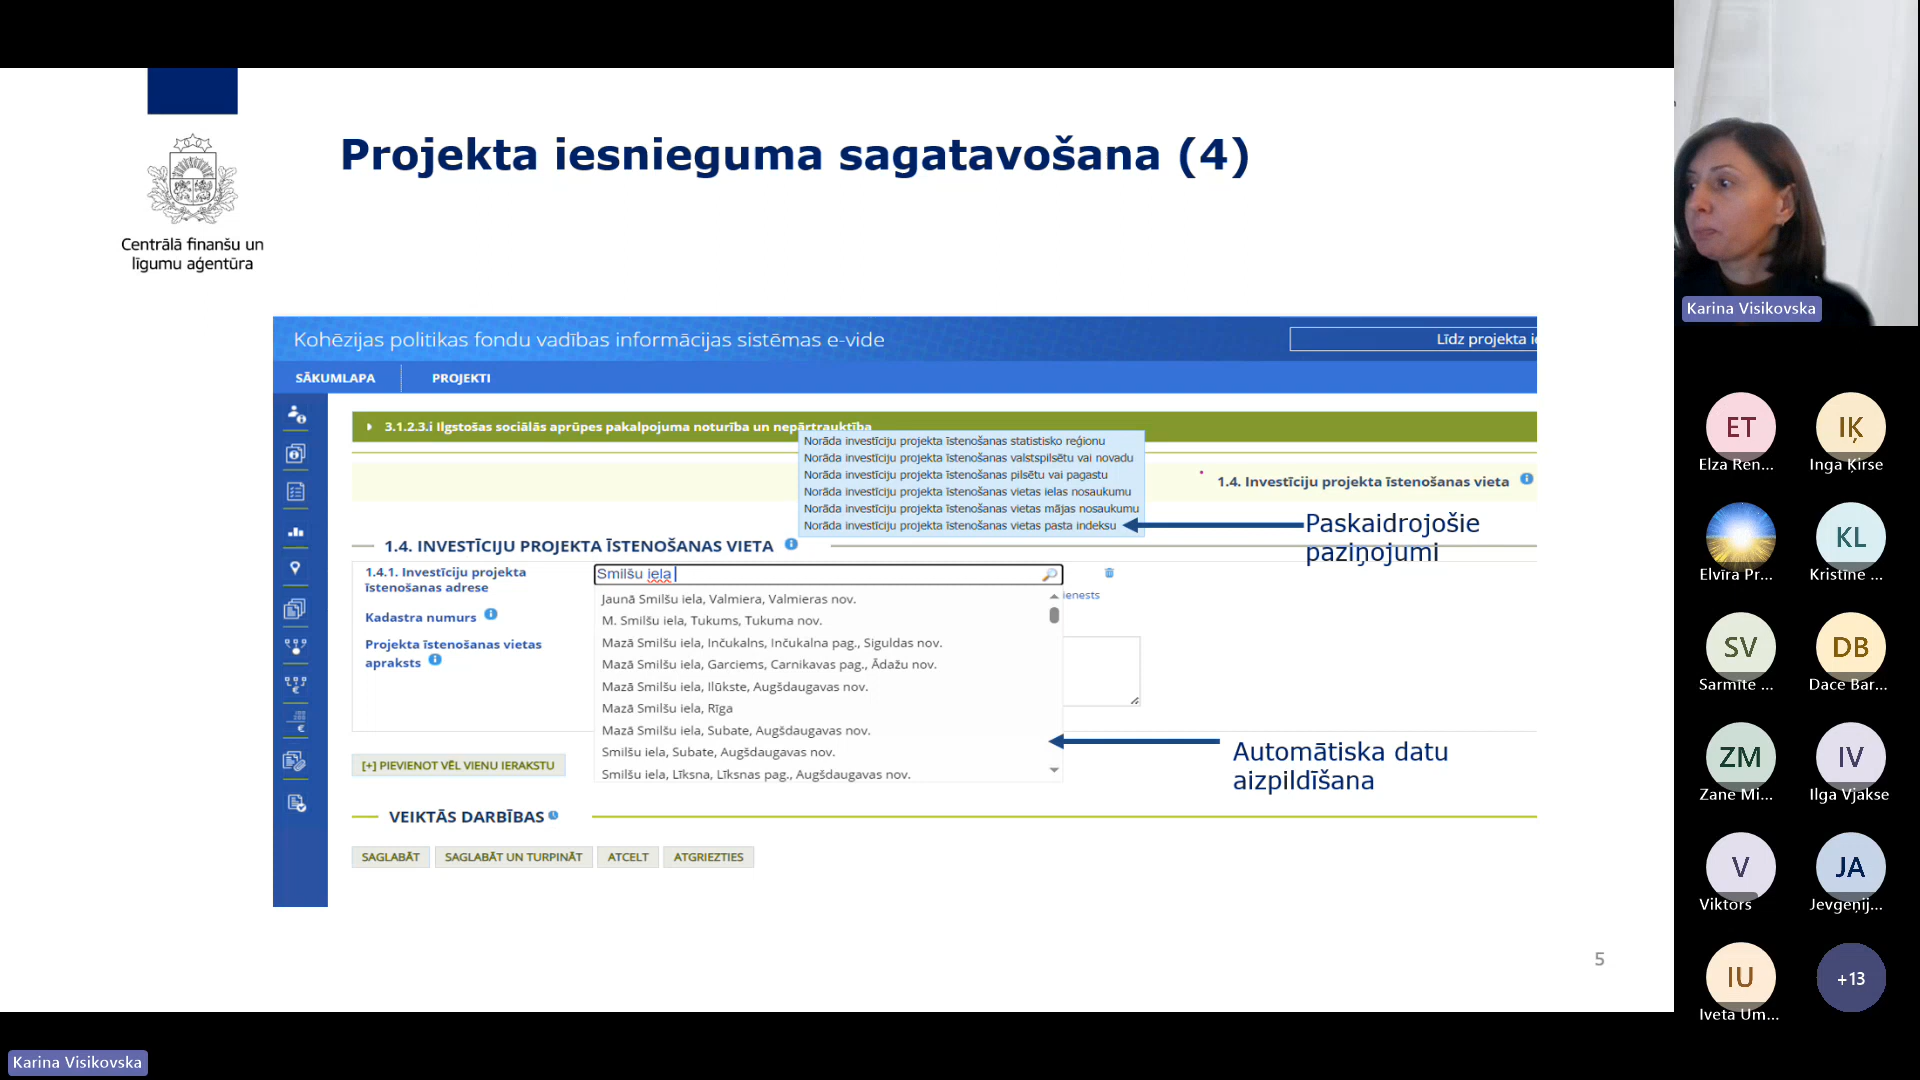 Projekta iesnieguma sagatavošana (4)
Centrālā finanšu un
līgumu aģentūra
Kohēzijas politikas fondu vadības informācijas sistēmas e-vide
Līdz projekta
SĀKUMLAPA
PROJEKTI
3.1.2.3.i Ilgstošas sociālās aprūpes pakalpojuma noturība un nepārtrauktība
Norāda investīciju projekta īstenošanas statistisko reģionu
Norāda investīciju projekta īstenošanas valstspilsētu vai novadu
Norāda investīciju projekta īstenošanas pilsētu vai pagastu
Norāda investīciju projekta īstenošanas vietas ielas nosaukumu
Norāda investīciju projekta īstenošanas vietas mājas nosaukumu
Norāda investīciju projekta īstenošanas vietas pasta indeksu
1.4. Investīciju projekta īstenošanas vieta
Paskaidrojošie
paziņojumi
1.4. INVESTĪCIJU PROJEKTA ĪSTENOŠANAS VIETA
1.4.1. Investīciju projekta
īstenošanas adrese
Smilšu iela
ienests
Kadastra numurs
Projekta īstenošanas vietas
apraksts
Jaunā Smilšu iela, Valmiera, Valmieras nov.
M. Smilšu iela, Tukums, Tukuma nov.
Mazā Smilšu iela, Inčukalns, Inčukalna pag., Siguldas nov.
Mazā Smilšu iela, Garciems, Carnikavas pag., Ādažu nov.
Mazā Smilšu iela, Ilūkste, Augšdaugavas nov.
Mazā Smilšu iela, Rīga
Mazā Smilšu iela, Subate, Augšdaugavas nov.
Smilšu iela, Subate, Augšdaugavas nov.
Smilšu iela, Līksna, Līksnas pag., Augšdaugavas nov.
Automātiska datu
aizpildīšana
[+] PIEVIENOT VĒL VIENU IERAKSTU
VEIKTĀS DARBĪBAS
SAGLABĀT
SAGLABĀT UN TURPINĀT
ATCELT
ATGRIEZTIES
5
Karina Visikovska
Karina Visikovska
ET
Elza Ren...
IĶ
Inga Ķirse
Elvīra Pr...
KL
Kristīne ...
SV
Sarmīte ...
DB
Dace Bar...
ZM
Zane Mi...
IV
Ilga Vjakse
V
Viktors
JA
Jevgeņij...
IU
Iveta Um...
+13